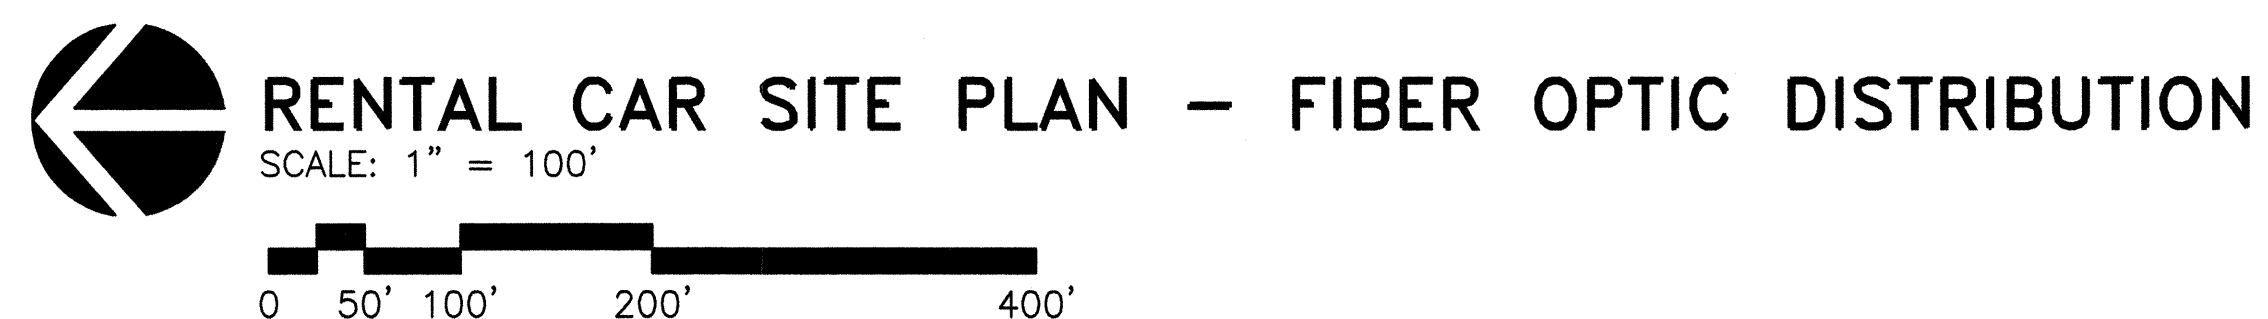 RENTAL CAR SITE PLAN – FIBER OPTIC DISTRIBUTION
SCALE: 1" = 100'
0 50' 100' 200' 400'